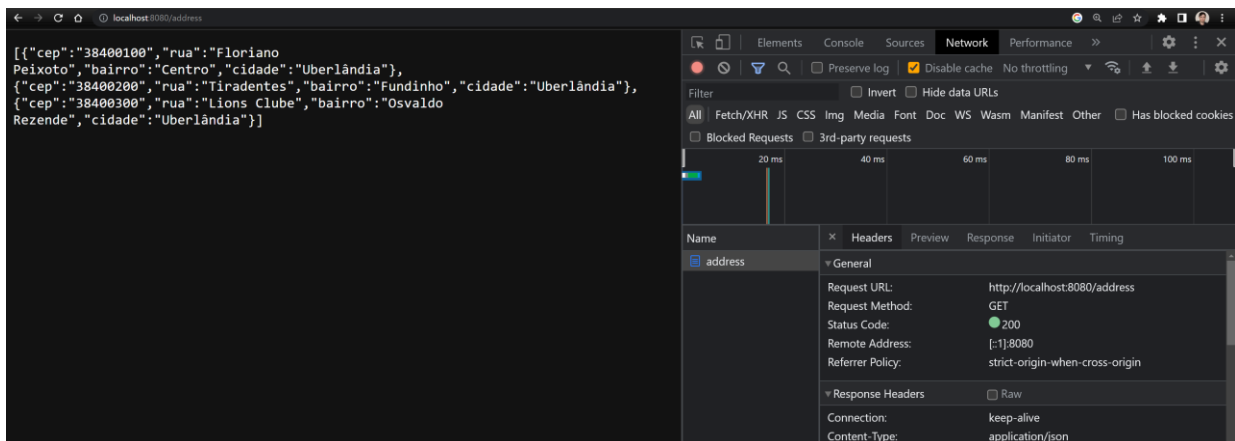 localhost:8080/address
[{"cep":"38400100","rua":"Floriano
Peixoto","bairro":"Centro","cidade":"Uberlândia"},
{"cep":"38400200","rua":"Tiradentes","bairro":"Fundinho","cidade":"Uberlândia"},
{"cep":"38400300","rua":"Lions Clube","bairro":"Osvaldo
Rezende","cidade":"Uberlândia"}]
Elements Console Sources Network Performance »
Preserve log Disable cache No throttling
Filter Invert Hide data URLs
All Fetch/XHR JS CSS Img Media Font Doc WS Wasm Manifest Other Has blocked cookies
Blocked Requests 3rd-party requests
20 ms 40 ms 60 ms 80 ms 100 ms
Name × Headers Preview Response Initiator Timing
address
General
Request URL: http://localhost:8080/address
Request Method: GET
Status Code: 200
Remote Address: [::1]:8080
Referrer Policy: strict-origin-when-cross-origin
Response Headers Raw
Connection: keep-alive
Content-Type: application/json